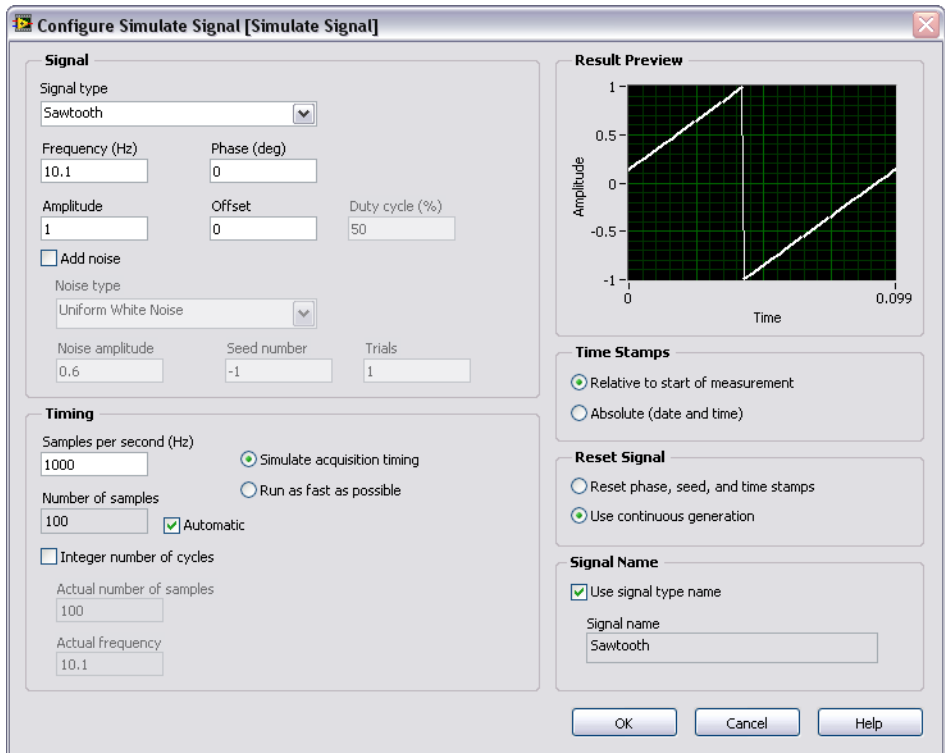 Configure Simulate Signal [Simulate Signal]
Signal
Signal type
Sawtooth
Frequency (Hz) Phase (deg)
10.1 0
Amplitude Offset Duty cycle (%)
1 0 50
Add noise
Noise type
Uniform White Noise
Noise amplitude Seed number Trials
0.6 -1 1
Timing
Samples per second (Hz)
1000
Simulate acquisition timing
Run as fast as possible
Number of samples
100
Automatic
Integer number of cycles
Actual number of samples
100
Actual frequency
10.1
Result Preview
1
0.5
0
-0.5
-1
Amplitude
0 0.099
Time
Time Stamps
Relative to start of measurement
Absolute (date and time)
Reset Signal
Reset phase, seed, and time stamps
Use continuous generation
Signal Name
Use signal type name
Signal name
Sawtooth
OK Cancel Help